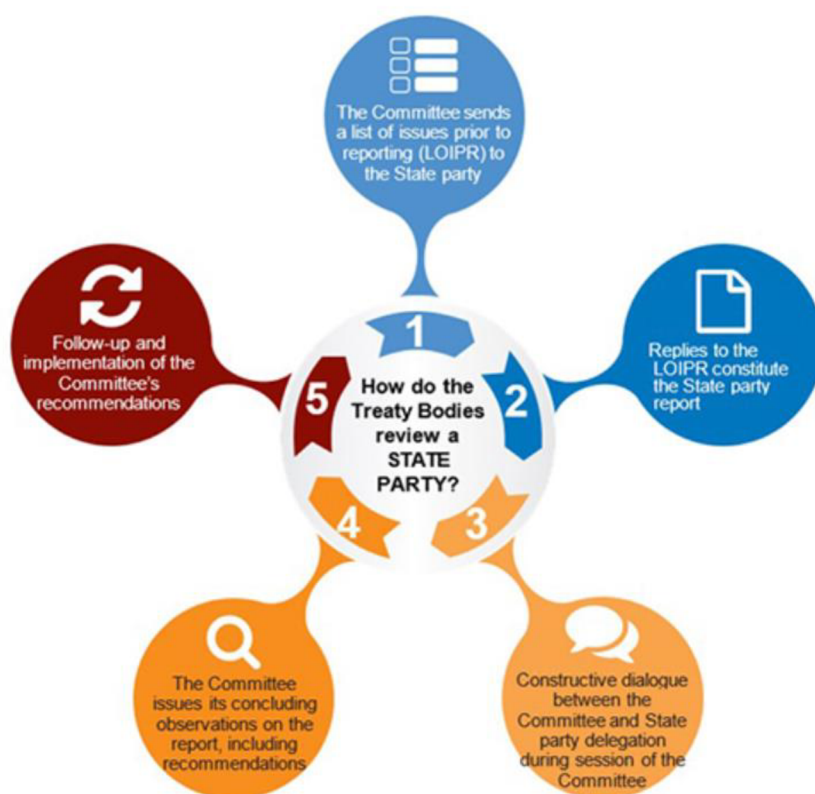 The Committee sends
a list of issues prior to
reporting (LOIPR) to
the State party
1
Replies to the
LOIPR constitute
the State party
report
2
Constructive dialogue
between the
Committee and State
party delegation
during session of the
Committee
3
The Committee
issues its concluding
observations on the
report, including
recommendations
4
Follow-up and
implementation of the
Committee's
recommendations
5
How do the
Treaty Bodies
review a
STATE
PARTY?